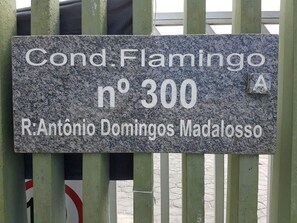 Cond.Flamingo
nº 300
A
R:Antônio Domingos Madalosso